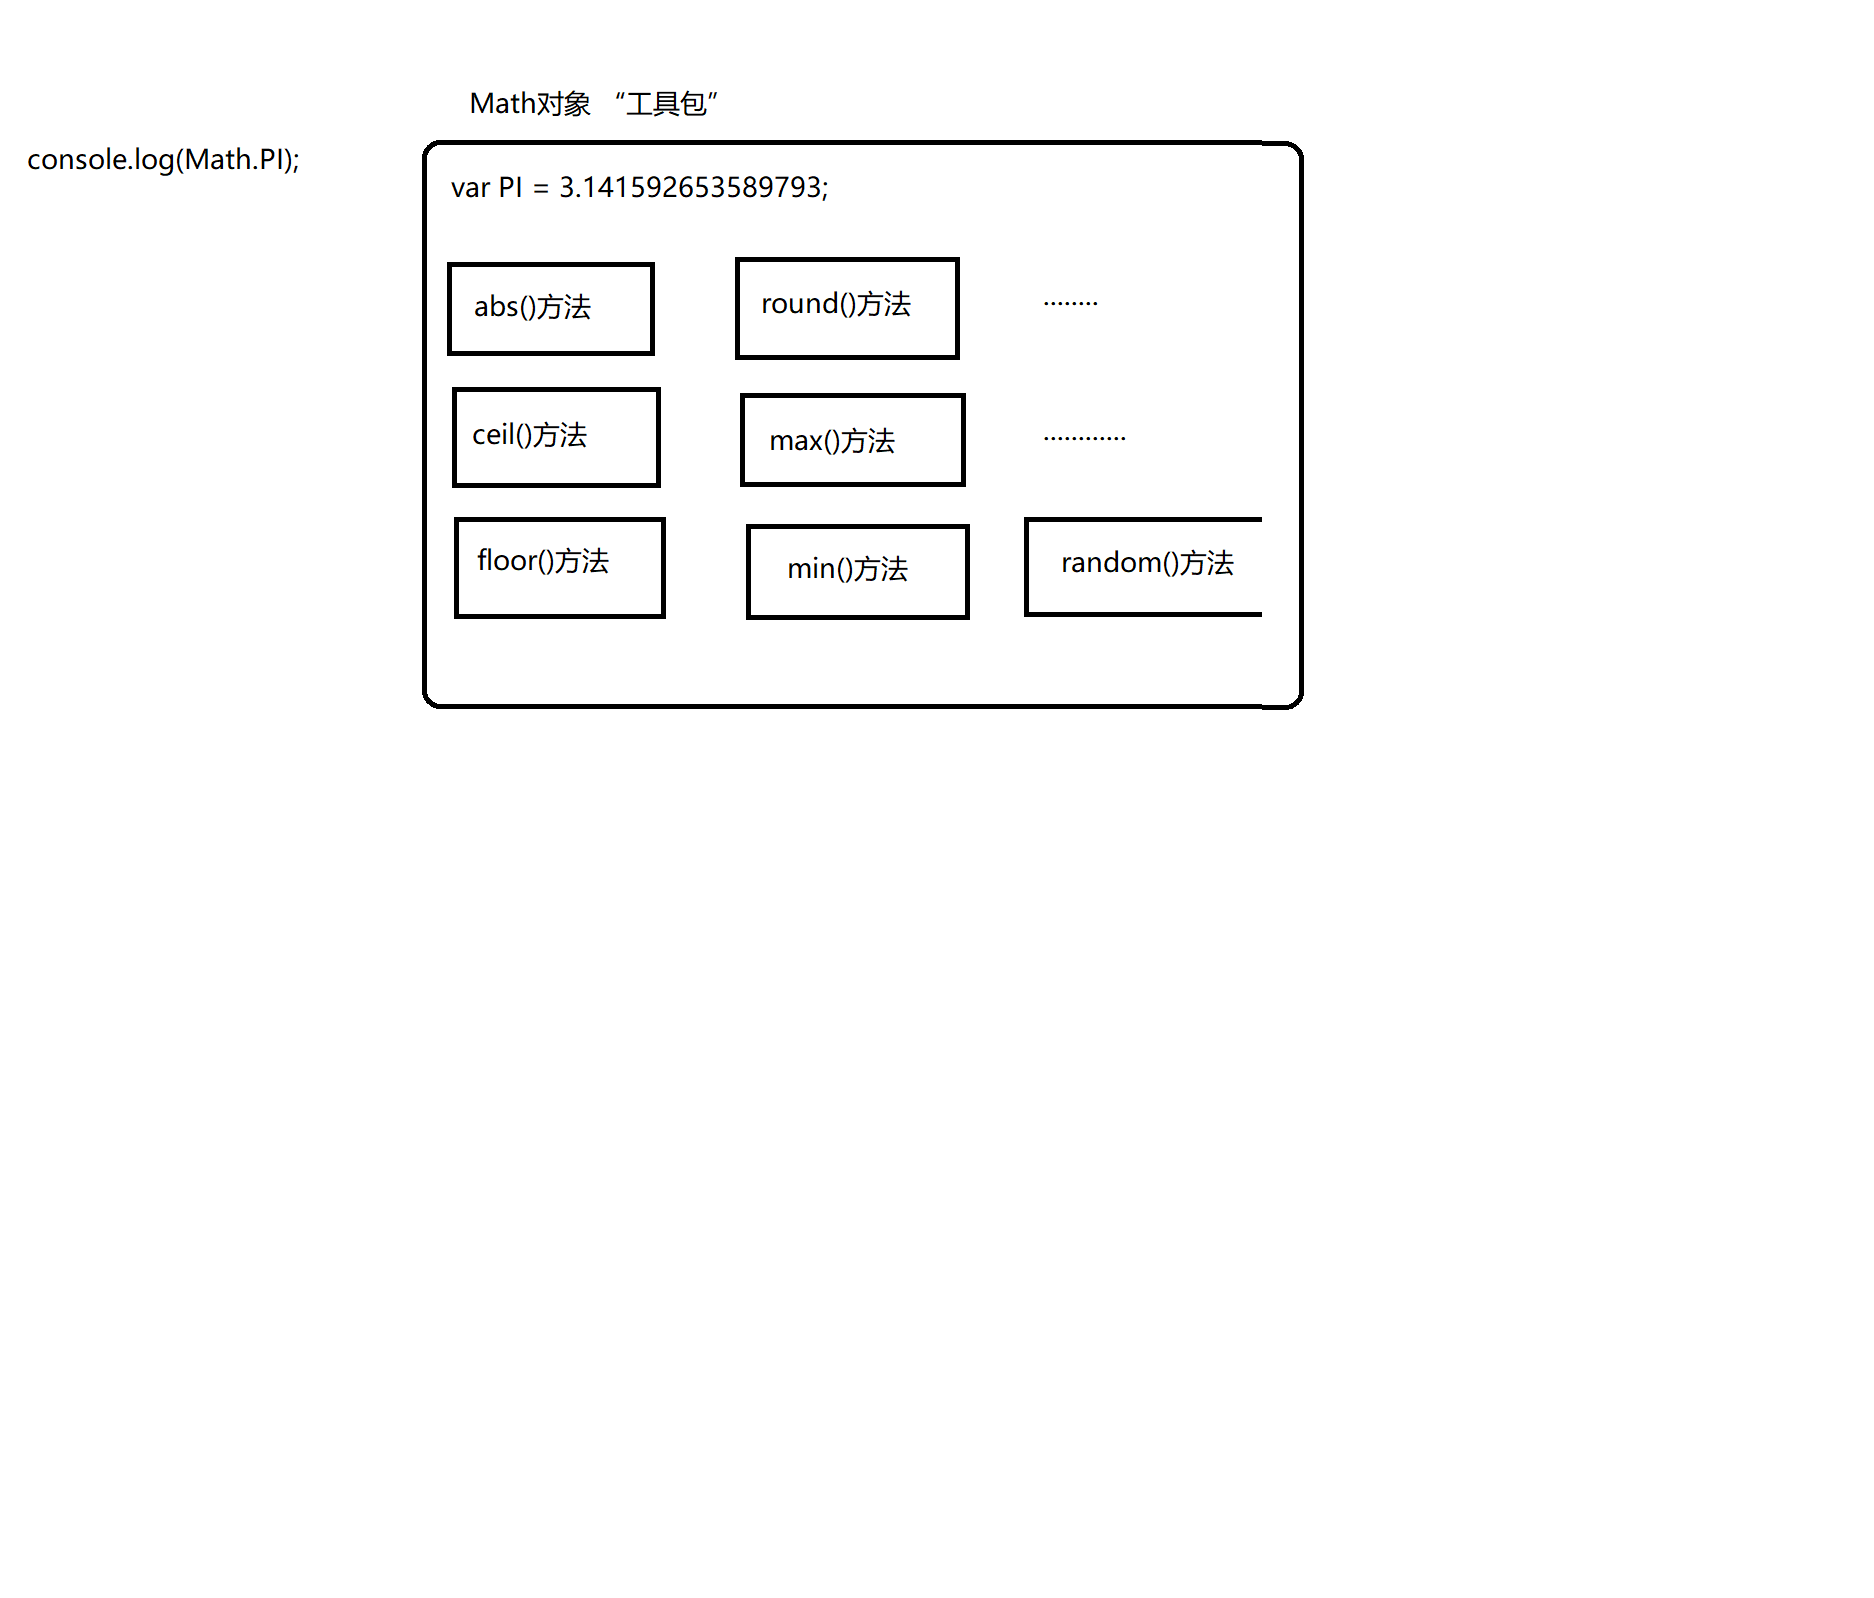 Math对象 “工具包”
console.log(Math.PI);
var PI = 3.141592653589793;
abs()方法
round()方法
........
ceil()方法
max()方法
............
floor()方法
min()方法
random()方法